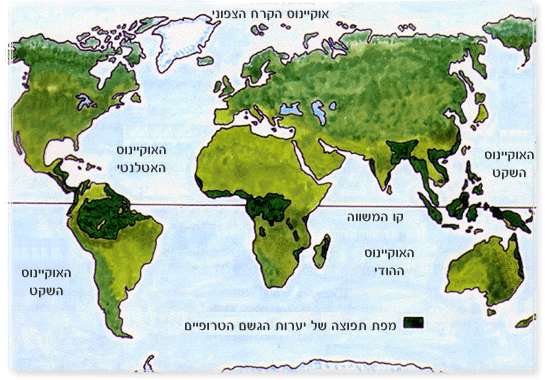 אוקיינוס הקרח הצפוני
האוקיינוס
האטלנטי
האוקיינוס
השקט
קו המשווה
האוקיינוס
ההודי
האוקיינוס
השקט
מפת תפוצה של יערות הגשם הטרופיים